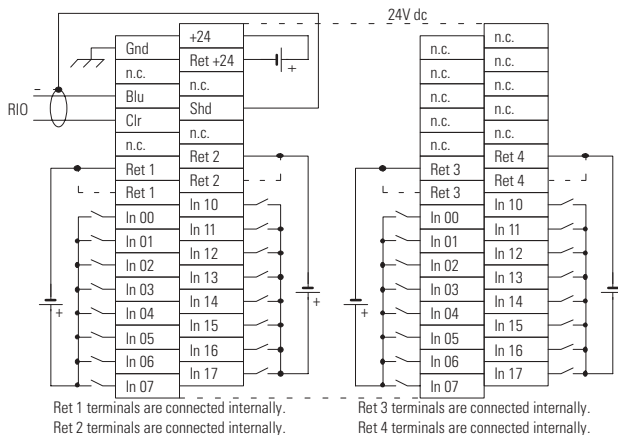 24V dc
+24
Gnd
Ret +24
n.c.
n.c.
Blu
Shd
RIO
Clr
n.c.
n.c.
Ret 2
Ret 1
Ret 2
Ret 1
In 10
In 00
In 11
In 01
In 12
In 02
In 13
In 03
In 14
In 04
In 15
In 05
In 16
In 06
In 17
In 07
+
+
+
Ret 1 terminals are connected internally.
Ret 2 terminals are connected internally.
n.c.
n.c.
n.c.
n.c.
n.c.
n.c.
n.c.
n.c.
n.c.
n.c.
Ret 4
Ret 3
Ret 4
Ret 3
In 10
In 00
In 11
In 01
In 12
In 02
In 13
In 03
In 14
In 04
In 15
In 05
In 16
In 06
In 17
In 07
+
Ret 3 terminals are connected internally.
Ret 4 terminals are connected internally.